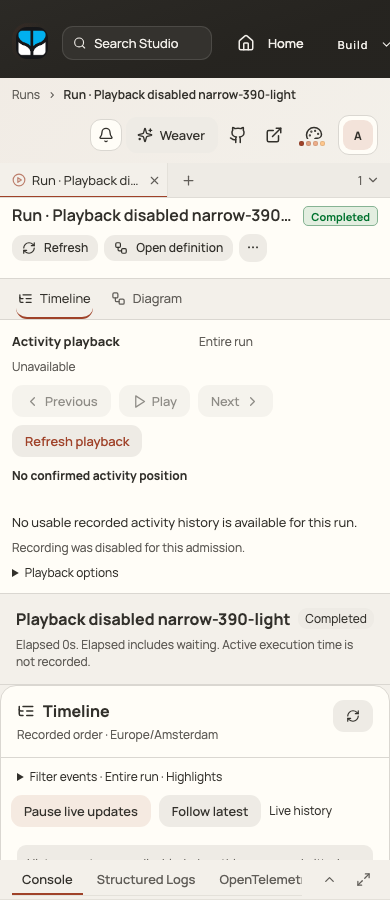 Search Studio
Home
Build
Runs > Run · Playback disabled narrow-390-light
Weaver
A
Run · Playback di...
1
Run · Playback disabled narrow-390...
Completed
Refresh
Open definition
...
Timeline
Diagram
Activity playback
Entire run
Unavailable
Previous
Play
Next
Refresh playback
No confirmed activity position
No usable recorded activity history is available for this run.
Recording was disabled for this admission.
Playback options
Playback disabled narrow-390-light
Completed
Elapsed 0s. Elapsed includes waiting. Active execution time is
not recorded.
Timeline
Recorded order · Europe/Amsterdam
Filter events · Entire run · Highlights
Pause live updates
Follow latest
Live history
Console
Structured Logs